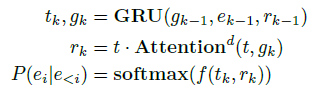 t_k, g_k = GRU(g_{k−1}, e_{k−1}, r_{k−1})
r_k = t · Attention^d(t, g_k)
P(e_i|e_{<i}) = softmax(f(t_k, r_k))